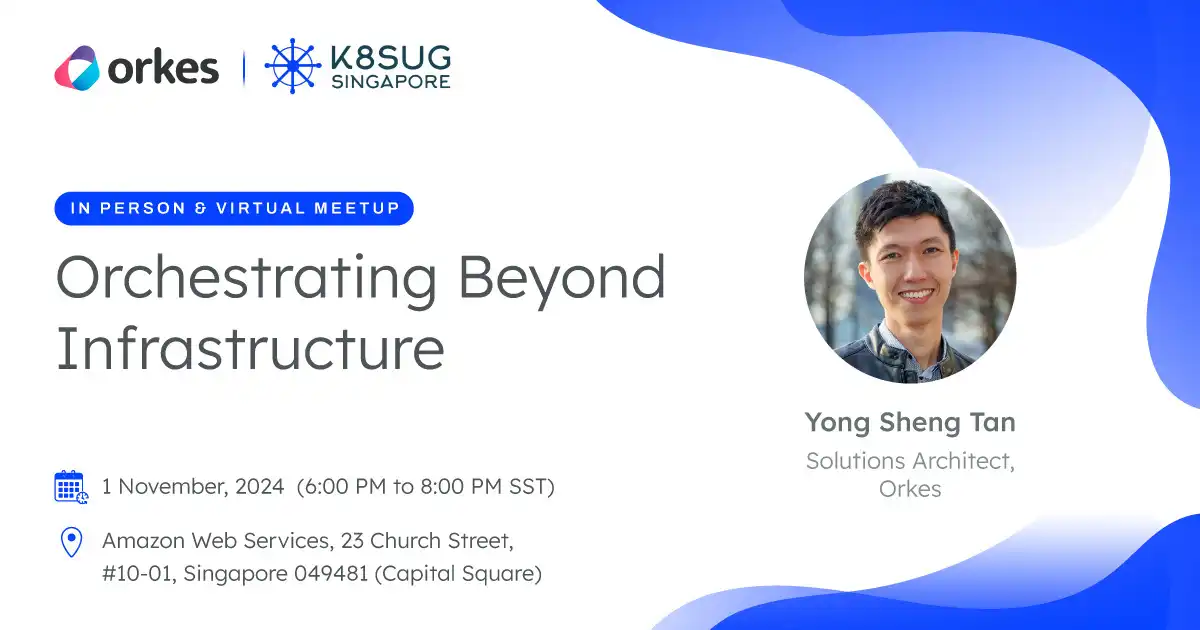 orkes
K8SUG
SINGAPORE
IN PERSON & VIRTUAL MEETUP
Orchestrating Beyond
Infrastructure
1 November, 2024 (6:00 PM to 8:00 PM SST)
Amazon Web Services, 23 Church Street,
#10-01, Singapore 049481 (Capital Square)
Yong Sheng Tan
Solutions Architect,
Orkes